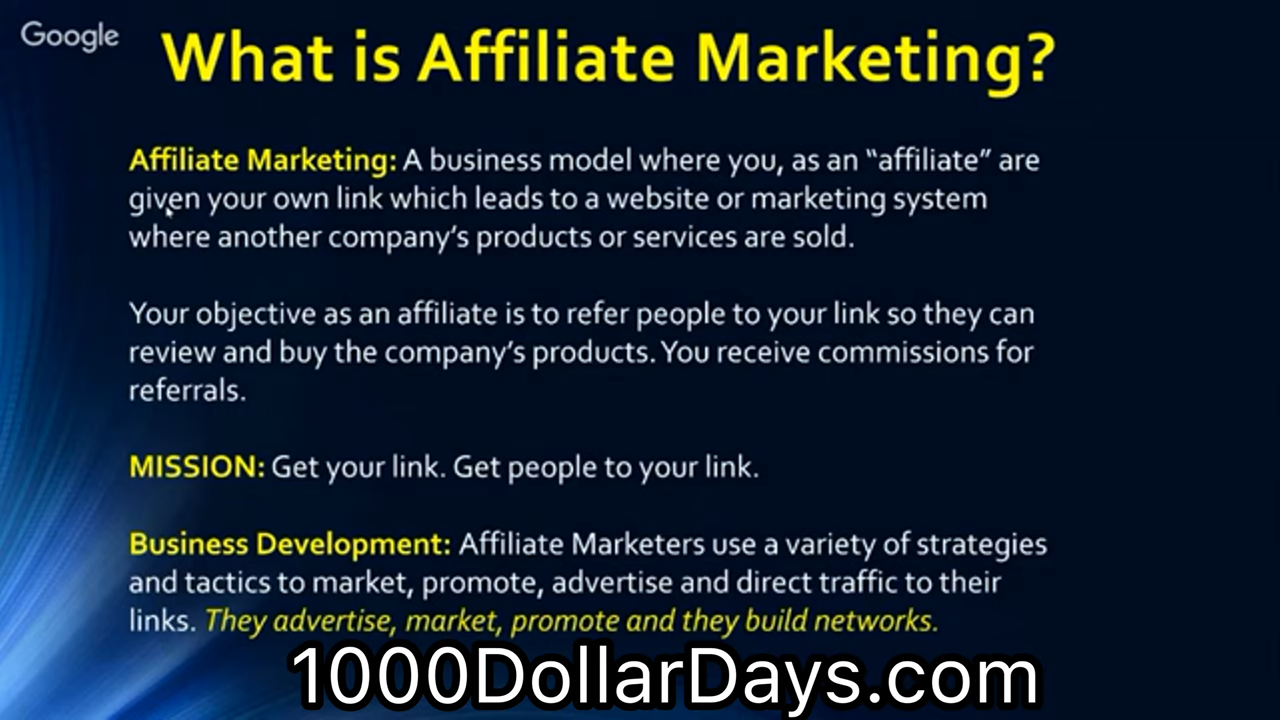 Google
What is Affiliate Marketing?
Affiliate Marketing: A business model where you, as an “affiliate” are
given your own link which leads to a website or marketing system
where another company’s products or services are sold.
Your objective as an affiliate is to refer people to your link so they can
review and buy the company’s products. You receive commissions for
referrals.
MISSION: Get your link. Get people to your link.
Business Development: Affiliate Marketers use a variety of strategies
and tactics to market, promote, advertise and direct traffic to their
links. They advertise, market, promote and they build networks.
1000DollarDays.com